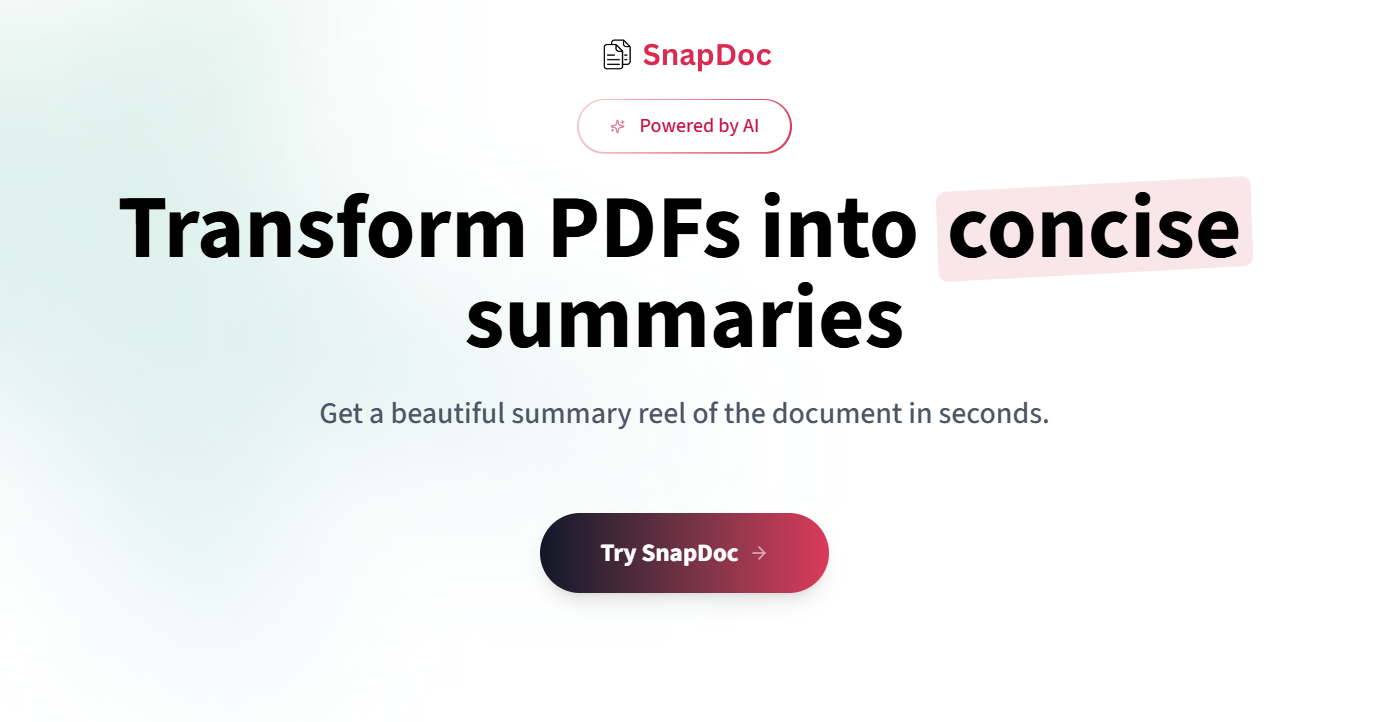 SnapDoc
Powered by AI
Transform PDFs into concise
summaries
Get a beautiful summary reel of the document in seconds.
Try SnapDoc